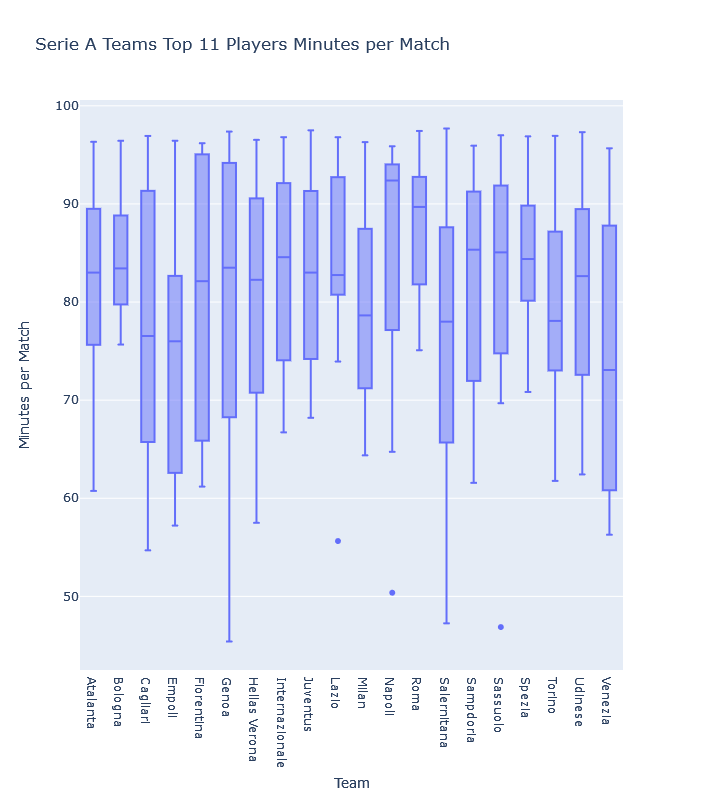 Serie A Teams Top 11 Players Minutes per Match
Minutes per Match
100
90
80
70
60
50
Atalanta
Bologna
Cagliari
Empoli
Fiorentina
Genoa
Hellas Verona
Internazionale
Juventus
Lazio
Milan
Napoli
Roma
Salernitana
Sampdoria
Sassuolo
Spezia
Torino
Udinese
Venezia
Team